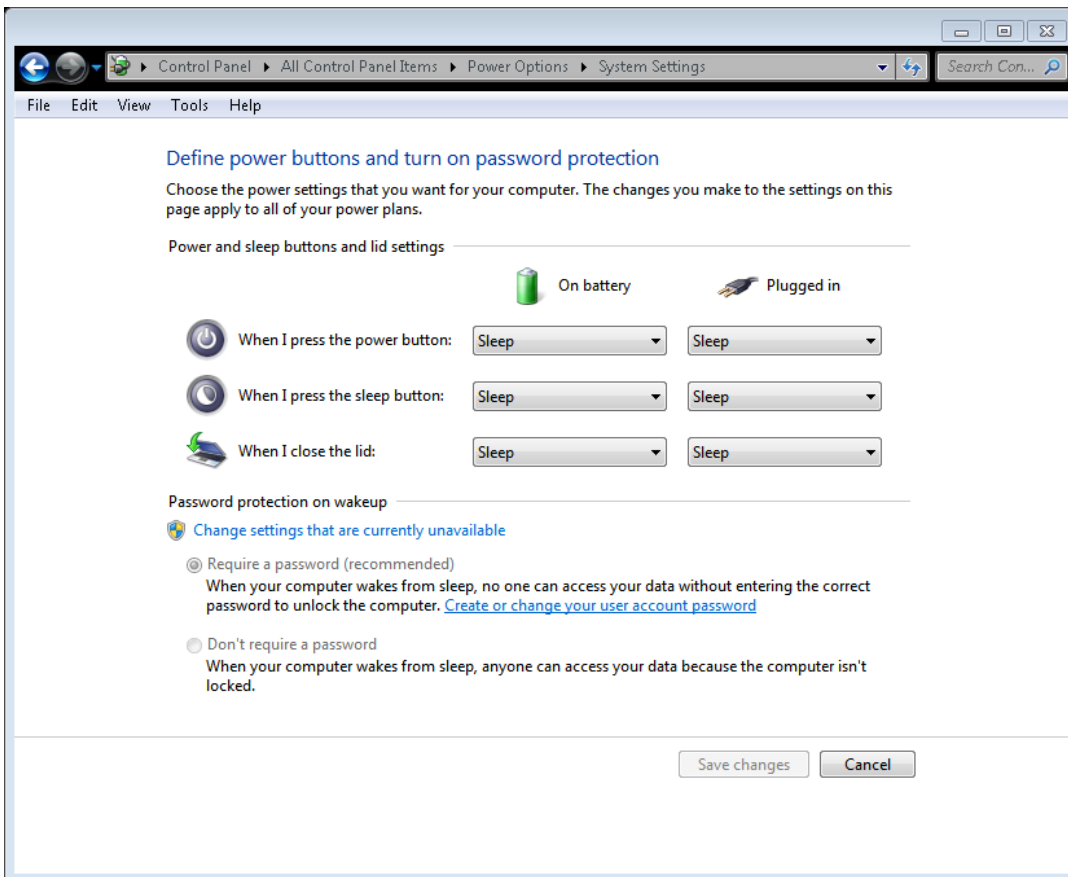 Control Panel All Control Panel Items Power Options System Settings Search Con...
File Edit View Tools Help
Define power buttons and turn on password protection
Choose the power settings that you want for your computer. The changes you make to the settings on this
page apply to all of your power plans.
Power and sleep buttons and lid settings
On battery Plugged in
When I press the power button: Sleep Sleep
When I press the sleep button: Sleep Sleep
When I close the lid: Sleep Sleep
Password protection on wakeup
Change settings that are currently unavailable
Require a password (recommended)
When your computer wakes from sleep, no one can access your data without entering the correct
password to unlock the computer. Create or change your user account password
Don't require a password
When your computer wakes from sleep, anyone can access your data because the computer isn't
locked.
Save changes Cancel